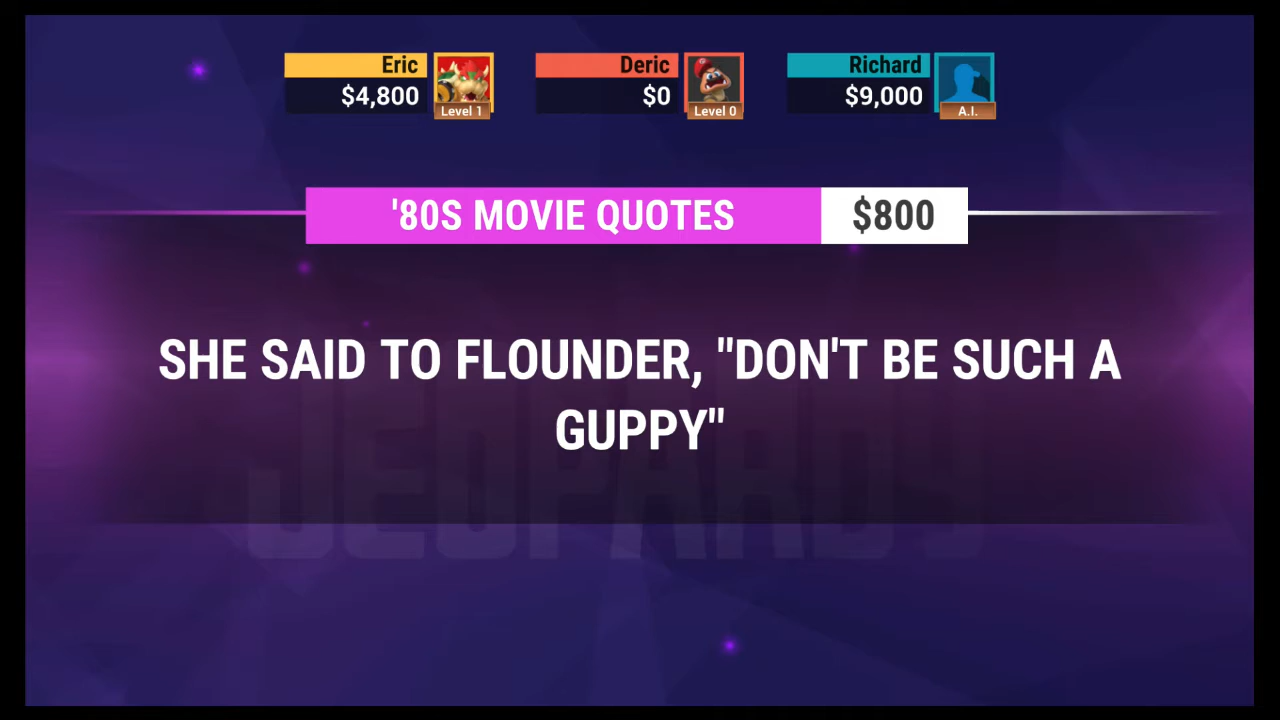 Eric Deric Richard
$4,800 $0 $9,000
Level 1 Level 0 A.I.
'80S MOVIE QUOTES $800
SHE SAID TO FLOUNDER, "DON'T BE SUCH A
GUPPY"
JEOPARDY